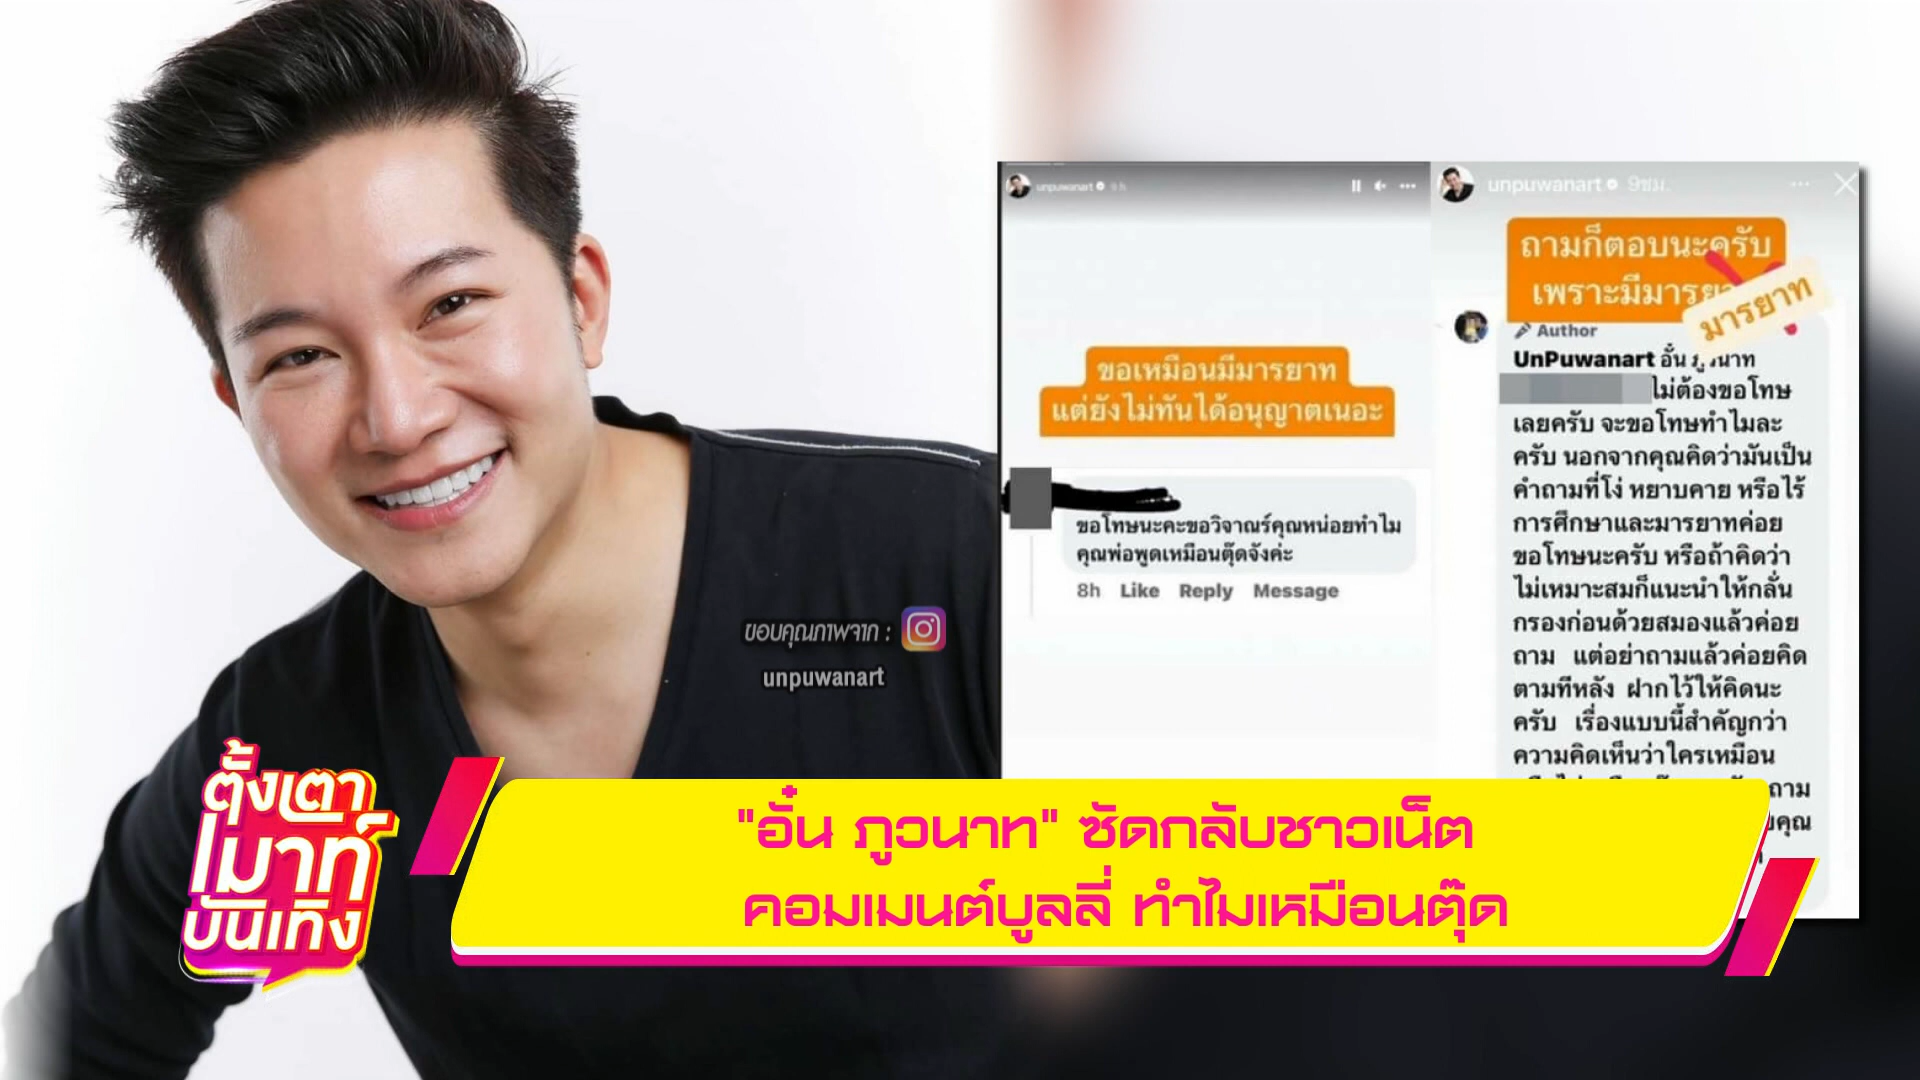 unpuwanart 9 h
ขอเหมือนมีมารยาท
แต่ยังไม่ทันได้อนุญาตเนอะ
ขอโทษนะคะขอวิจาณร์คุณหน่อยทำไม
คุณพ่อพูดเหมือนตุ๊ดจังค่ะ
8h Like Reply Message
unpuwanart 9ชม.
ถามก็ตอบนะครับ
เพราะมีมารยา
มารยาท
Author
UnPuwanart อั๋น ภูวนาท
ไม่ต้องขอโทษ
เลยครับ จะขอโทษทำไมละ
ครับ นอกจากคุณคิดว่ามันเป็น
คำถามที่โง่ หยาบคาย หรือไร้
การศึกษาและมารยาทค่อย
ขอโทษนะครับ หรือถ้าคิดว่า
ไม่เหมาะสมก็แนะนำให้กลั่น
กรองก่อนด้วยสมองแล้วค่อย
ถาม แต่อย่าถามแล้วค่อยคิด
ตามทีหลัง ฝากไว้ให้คิดนะ
ครับ เรื่องแบบนี้สำคัญกว่า
ความคิดเห็นว่าใครเหมือน
ถาม
คุณ
ขอบคุณภาพจาก :
unpuwanart
ตั้งเตา
เมาท์
บันเทิง
"อั๋น ภูวนาท" ซัดกลับชาวเน็ต
คอมเมนต์บูลลี่ ทำไมเหมือนตุ๊ด